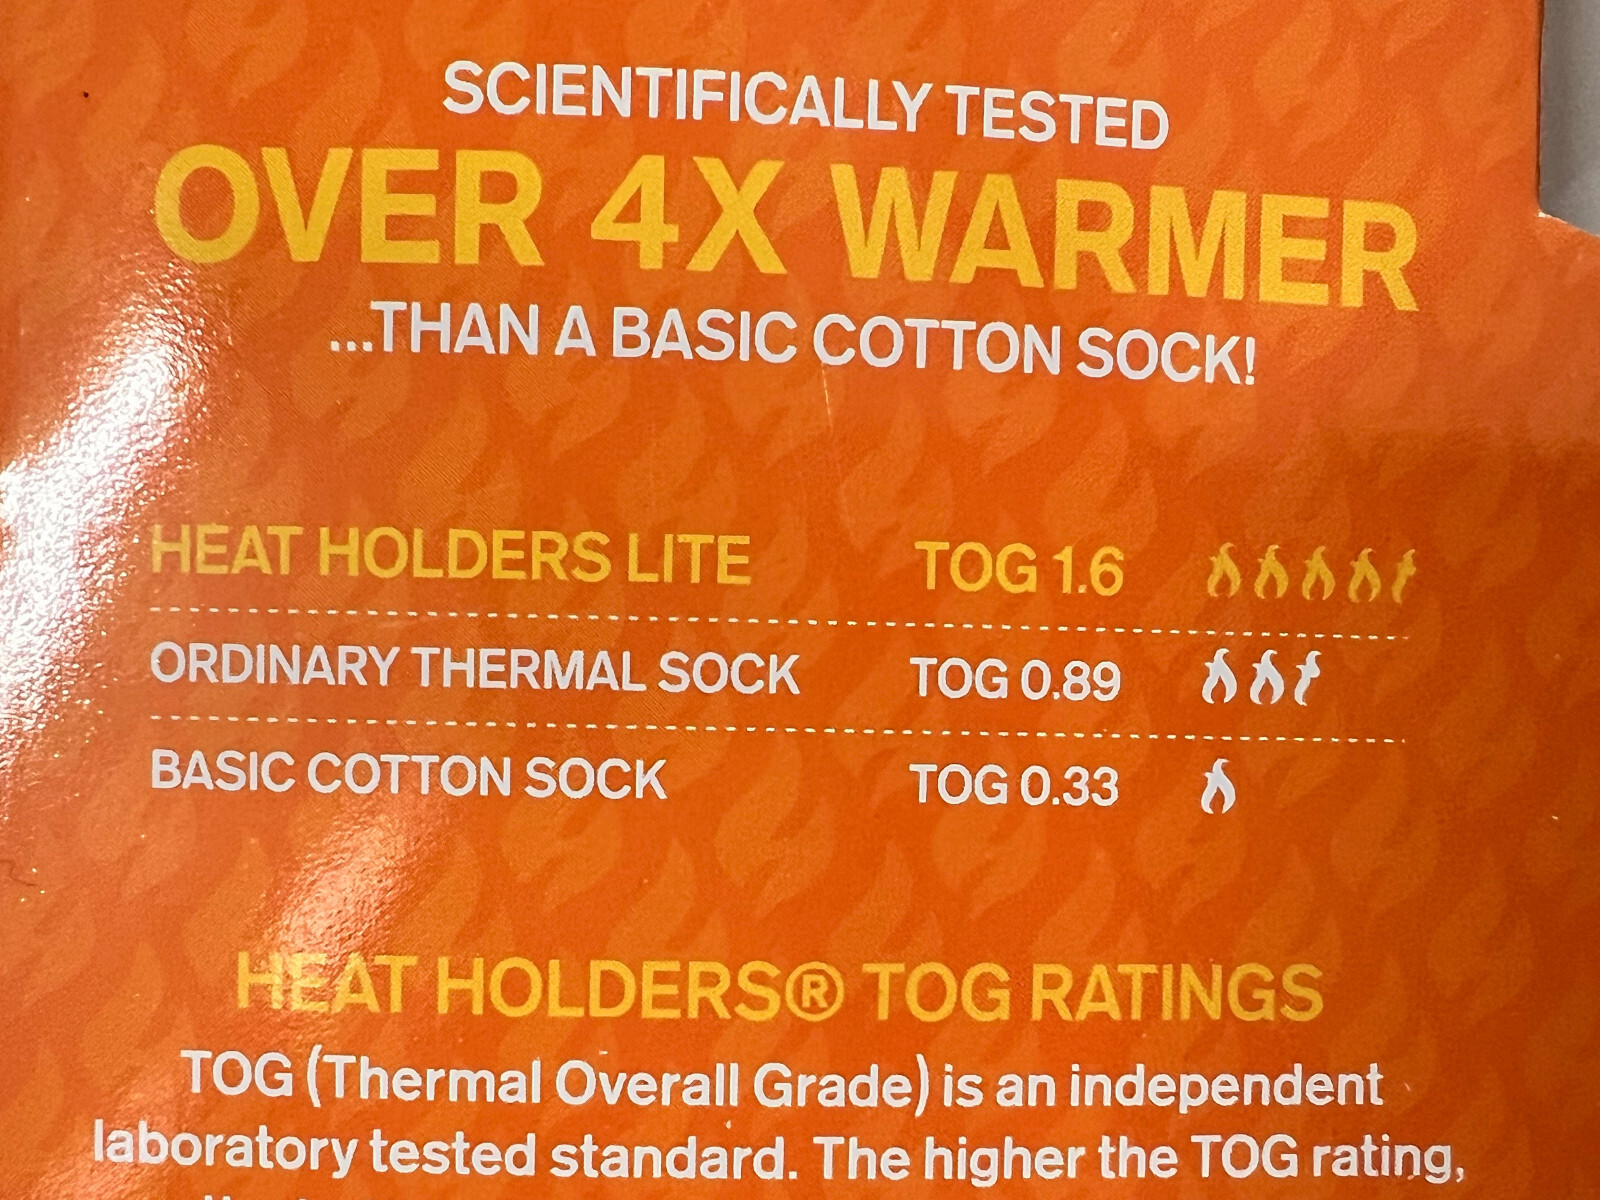 SCIENTIFICALLY TESTED
OVER 4X WARMER
...THAN A BASIC COTTON SOCK!
HEAT HOLDERS LITE TOG 1.6
ORDINARY THERMAL SOCK TOG 0.89
BASIC COTTON SOCK TOG 0.33
HEAT HOLDERS® TOG RATINGS
TOG (Thermal Overall Grade) is an independent
laboratory tested standard. The higher the TOG rating,